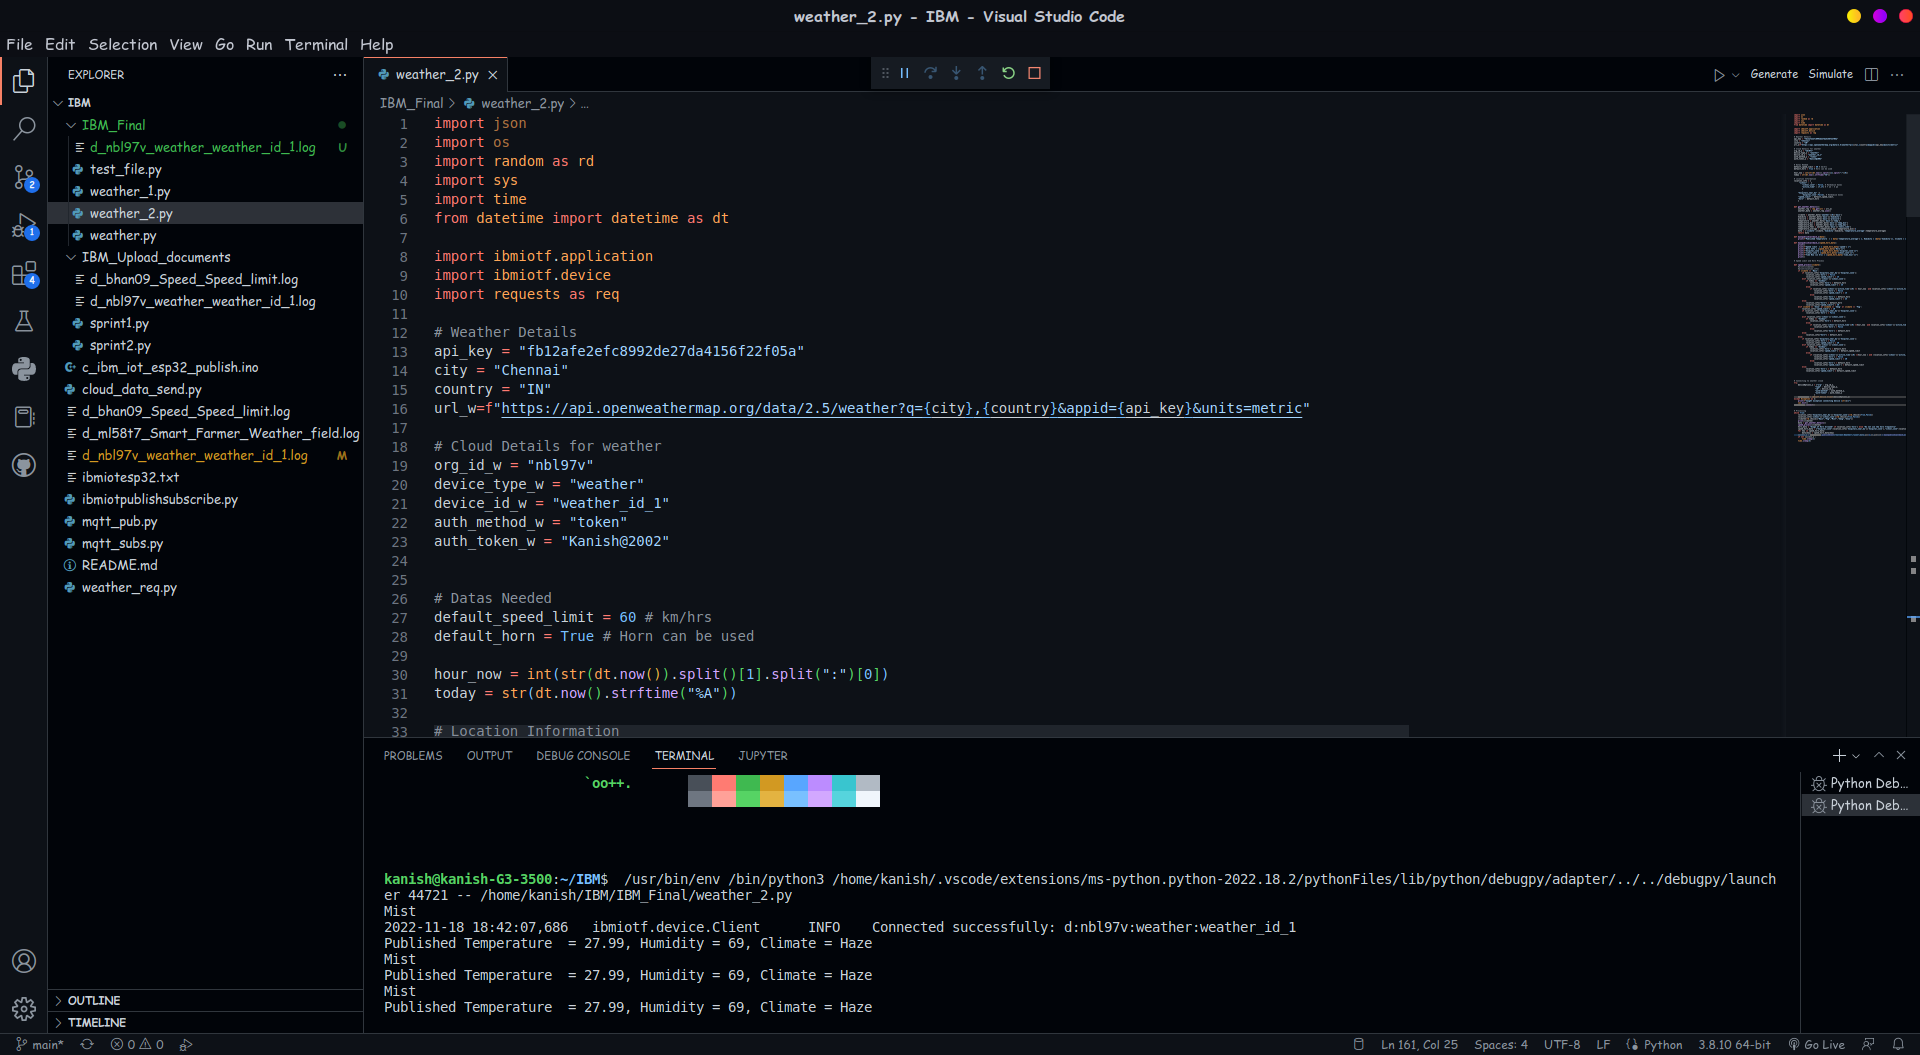 weather_2.py - IBM - Visual Studio Code
File Edit Selection View Go Run Terminal Help
EXPLORER
IBM
IBM_Final
d_nbl97v_weather_weather_id_1.log U
test_file.py
weather_1.py
weather_2.py
weather.py
IBM_Upload_documents
d_bhan09_Speed_Speed_limit.log
d_nbl97v_weather_weather_id_1.log
sprint1.py
sprint2.py
c_ibm_iot_esp32_publish.ino
cloud_data_send.py
d_bhan09_Speed_Speed_limit.log
d_ml58t7_Smart_Farmer_Weather_field.log
d_nbl97v_weather_weather_id_1.log M
ibmiotesp32.txt
ibmiotpublishsubscribe.py
mqtt_pub.py
mqtt_subs.py
README.md
weather_req.py
OUTLINE
TIMELINE
2
1
4
weather_2.py
Generate Simulate
IBM_Final > weather_2.py > ...
1 import json
2 import os
3 import random as rd
4 import sys
5 import time
6 from datetime import datetime as dt
7
8 import ibmiotf.application
9 import ibmiotf.device
10 import requests as req
11
12 # Weather Details
13 api_key = "fb12afe2efc8992de27da4156f22f05a"
14 city = "Chennai"
15 country = "IN"
16 url_w=f"https://api.openweathermap.org/data/2.5/weather?q={city},{country}&appid={api_key}&units=metric"
17
18 # Cloud Details for weather
19 org_id_w = "nbl97v"
20 device_type_w = "weather"
21 device_id_w = "weather_id_1"
22 auth_method_w = "token"
23 auth_token_w = "Kanish@2002"
24
25
26 # Datas Needed
27 default_speed_limit = 60 # km/hrs
28 default_horn = True # Horn can be used
29
30 hour_now = int(str(dt.now()).split()[1].split(":")[0])
31 today = str(dt.now().strftime("%A"))
32
33 # Location Information
PROBLEMS OUTPUT DEBUG CONSOLE TERMINAL JUPYTER
`oo++.
kanish@kanish-G3-3500:~/IBM$ /usr/bin/env /bin/python3 /home/kanish/.vscode/extensions/ms-python.python-2022.18.2/pythonFiles/lib/python/debugpy/adapter/../../debugpy/launch
er 44721 -- /home/kanish/IBM/IBM_Final/weather_2.py
Mist
2022-11-18 18:42:07,686 ibmiotf.device.Client INFO Connected successfully: d:nbl97v:weather:weather_id_1
Published Temperature = 27.99, Humidity = 69, Climate = Haze
Mist
Published Temperature = 27.99, Humidity = 69, Climate = Haze
Mist
Published Temperature = 27.99, Humidity = 69, Climate = Haze
Python Deb...
Python Deb...
main* 0 0 Ln 161, Col 25 Spaces: 4 UTF-8 LF Python 3.8.10 64-bit Go Live